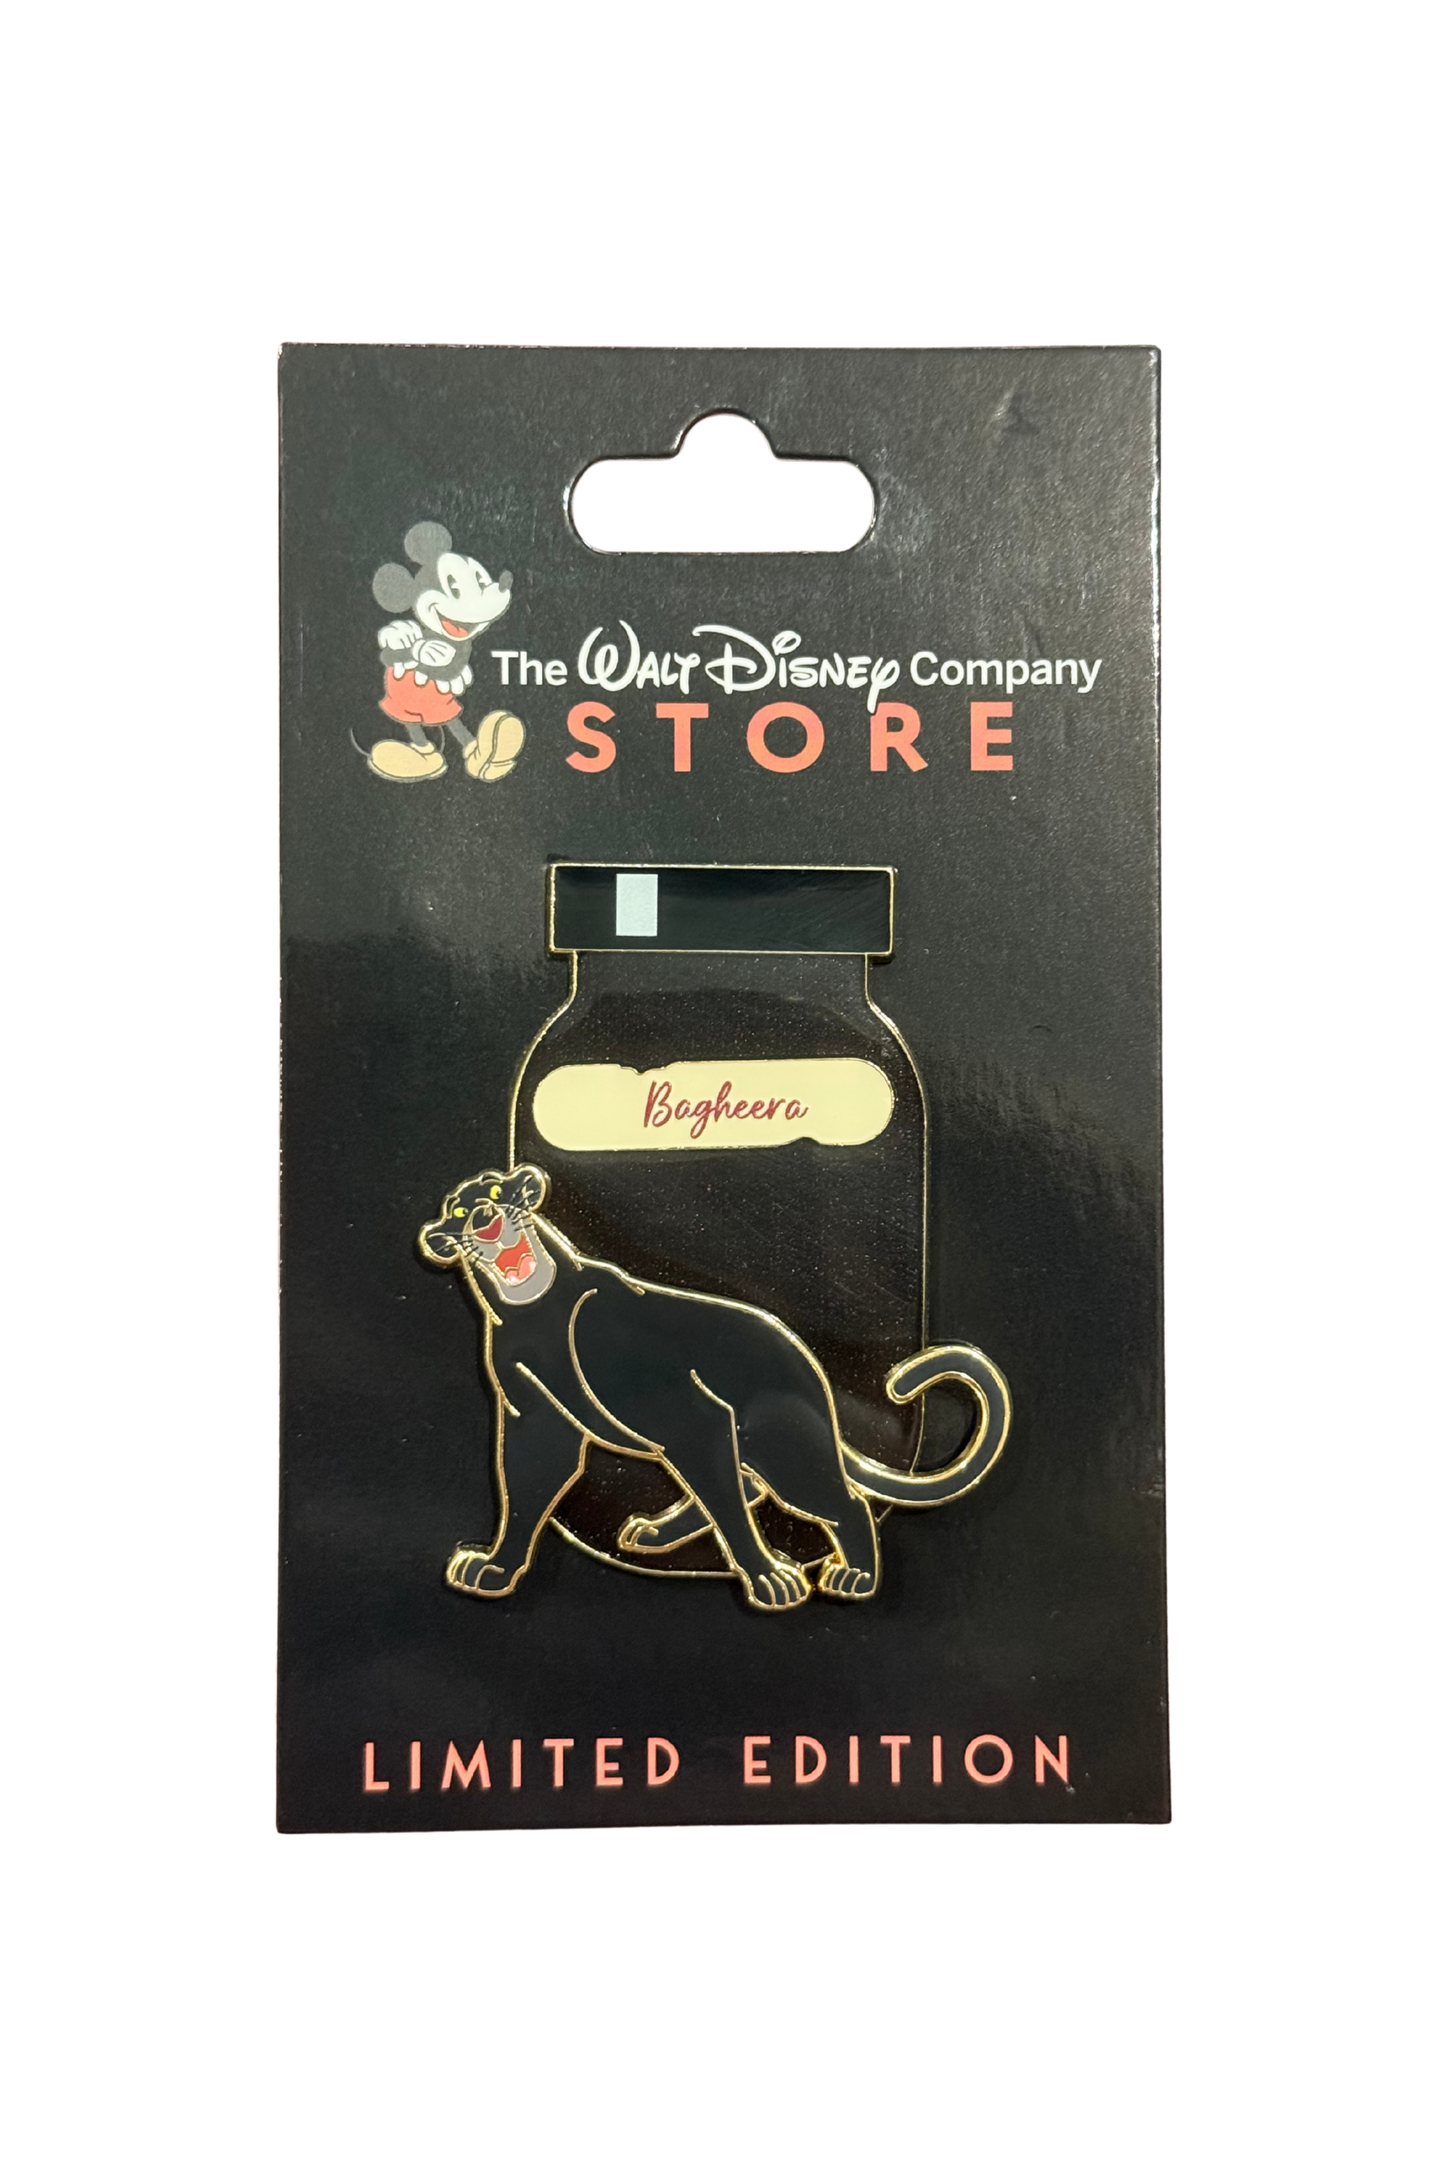 The WALT DISNEY Company
STORE
Bagheera
LIMITED EDITION